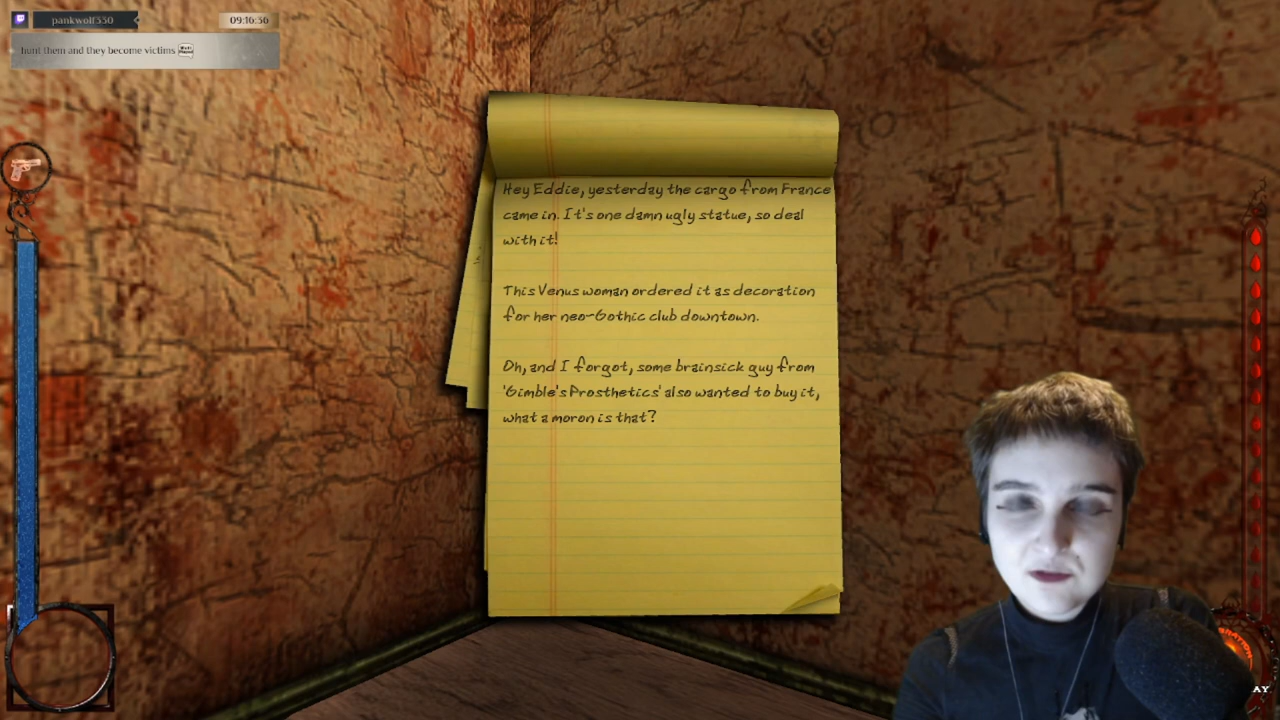 pankwolf330
09:16:36
hunt them and they become victims
Hey Eddie, yesterday the cargo from France
came in. It's one damn ugly statue, so deal
with it!
This Venus woman ordered it as decoration
for her neo-Gothic club downtown.
Oh, and I forgot, some brainsick guy from
'Gimble's Prosthetics' also wanted to buy it,
what a moron is that?
AY